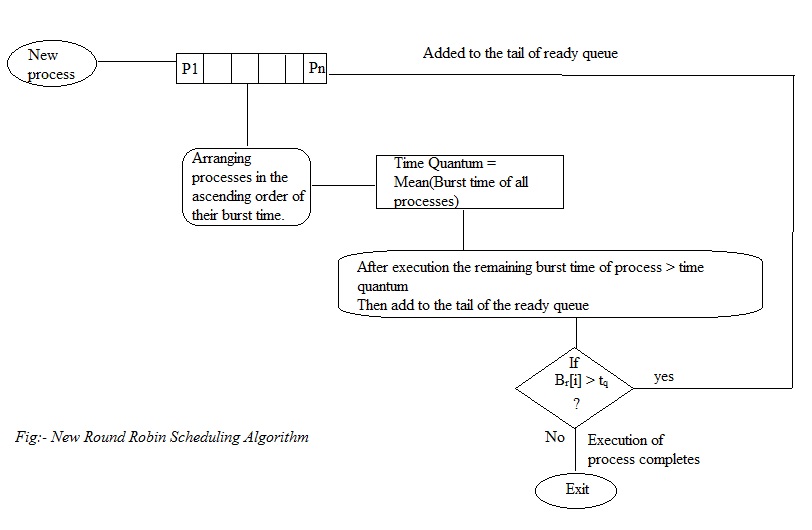 New
process
P1
Pn
Added to the tail of ready queue
Arranging
processes in the
ascending order of
their burst time.
Time Quantum =
Mean(Burst time of all
processes)
After execution the remaining burst time of process > time
quantum
Then add to the tail of the ready queue
If
Br[i] > tq
?
yes
No
Execution of
process completes
Exit
Fig:- New Round Robin Scheduling Algorithm